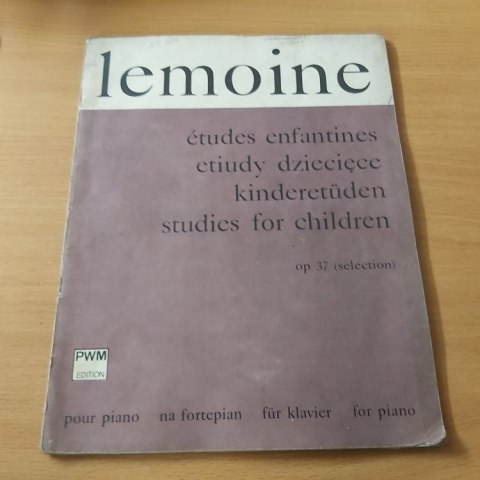 lemoine
études enfantines
etiudy dziecięce
kinderetüden
studies for children
op 37 (selection)
PWM
EDITION
pour piano na fortepian für klavier for piano